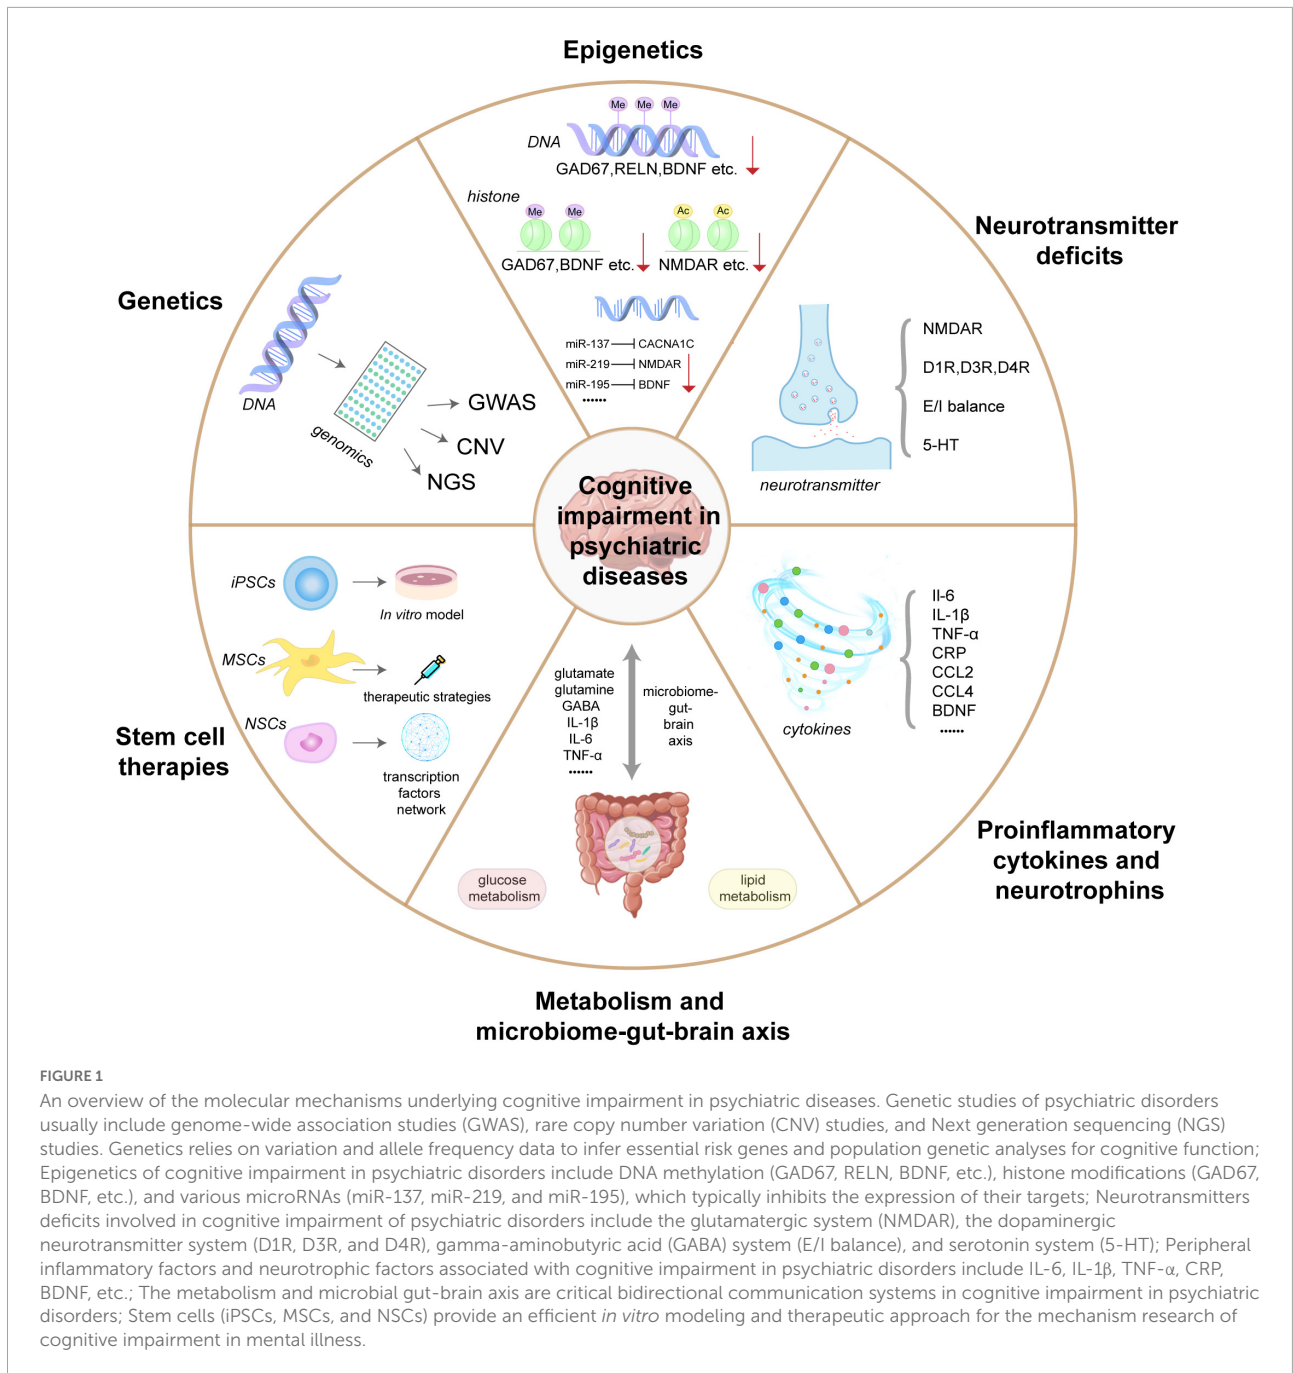 Epigenetics
Me Me Me
DNA
GAD67,RELN,BDNF etc.
histone
Me Me Ac Ac
GAD67,BDNF etc. NMDAR etc.
miR-137 CACNA1C
miR-219 NMDAR
miR-195 BDNF
••••••
Neurotransmitter
deficits
NMDAR
D1R,D3R,D4R
E/I balance
5-HT
neurotransmitter
Genetics
DNA
genomics
GWAS
CNV
NGS
Cognitive
impairment in
psychiatric
diseases
iPSCs
In vitro model
MSCs
therapeutic strategies
NSCs
transcription
factors
network
Stem cell
therapies
glutamate
glutamine
GABA
IL-1β
IL-6
TNF-α
••••••
microbiome-
gut-
brain
axis
glucose
metabolism
lipid
metabolism
Metabolism and
microbiome-gut-brain axis
cytokines
Il-6
IL-1β
TNF-α
CRP
CCL2
CCL4
BDNF
••••••
Proinflammatory
cytokines and
neurotrophins
FIGURE 1
An overview of the molecular mechanisms underlying cognitive impairment in psychiatric diseases. Genetic studies of psychiatric disorders
usually include genome-wide association studies (GWAS), rare copy number variation (CNV) studies, and Next generation sequencing (NGS)
studies. Genetics relies on variation and allele frequency data to infer essential risk genes and population genetic analyses for cognitive function;
Epigenetics of cognitive impairment in psychiatric disorders include DNA methylation (GAD67, RELN, BDNF, etc.), histone modifications (GAD67,
BDNF, etc.), and various microRNAs (miR-137, miR-219, and miR-195), which typically inhibits the expression of their targets; Neurotransmitters
deficits involved in cognitive impairment of psychiatric disorders include the glutamatergic system (NMDAR), the dopaminergic
neurotransmitter system (D1R, D3R, and D4R), gamma-aminobutyric acid (GABA) system (E/I balance), and serotonin system (5-HT); Peripheral
inflammatory factors and neurotrophic factors associated with cognitive impairment in psychiatric disorders include IL-6, IL-1β, TNF-α, CRP,
BDNF, etc.; The metabolism and microbial gut-brain axis are critical bidirectional communication systems in cognitive impairment in psychiatric
disorders; Stem cells (iPSCs, MSCs, and NSCs) provide an efficient in vitro modeling and therapeutic approach for the mechanism research of
cognitive impairment in mental illness.